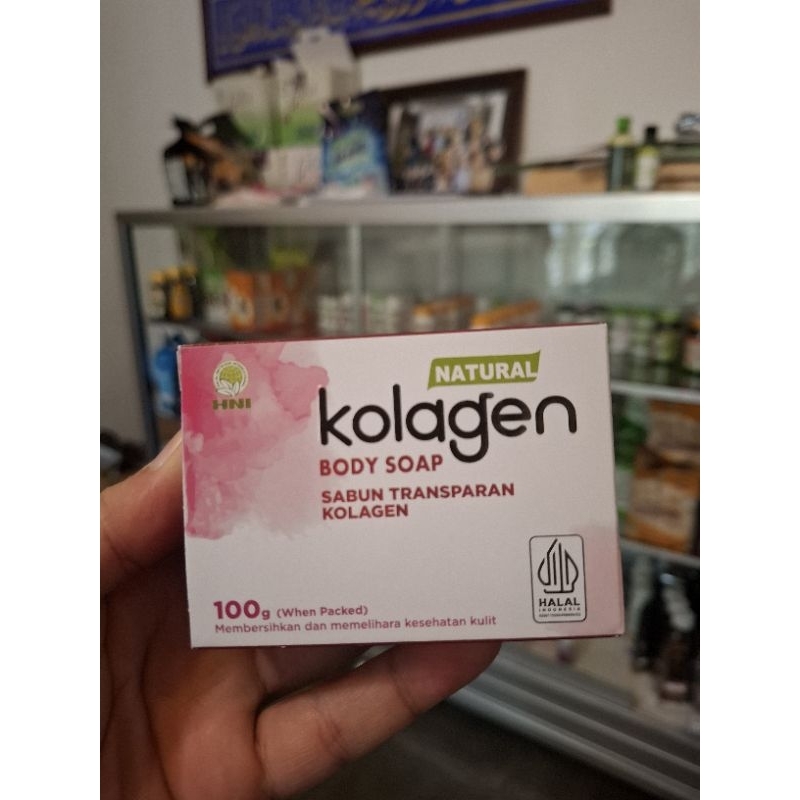 HNI
NATURAL
kolagen
BODY SOAP
SABUN TRANSPARAN
KOLAGEN
100g (When Packed)
Membersihkan dan memelihara kesehatan kulit
HALAL
INDONESIA